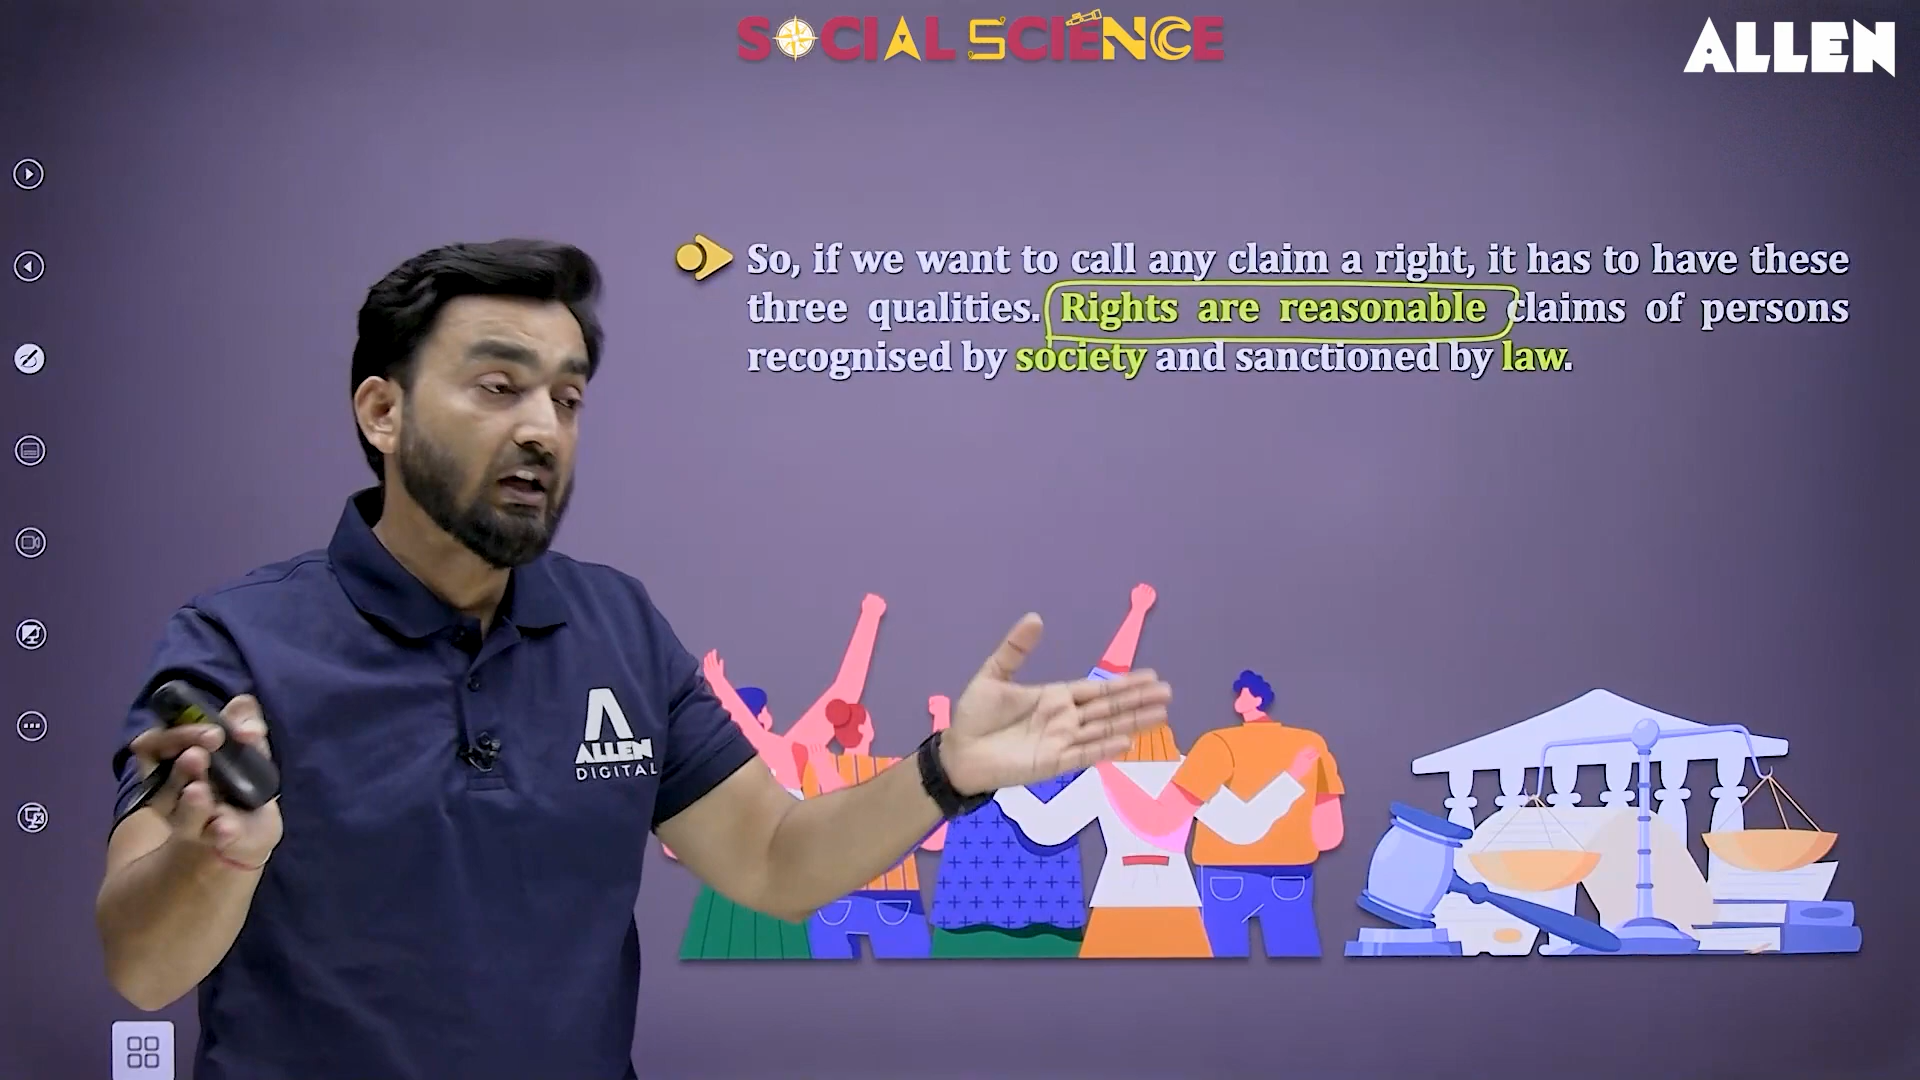 SOCIAL SCIENCE
ALLEN
So, if we want to call any claim a right, it has to have these
three qualities. Rights are reasonable claims of persons
recognised by society and sanctioned by law.
ALLEN
DIGITAL